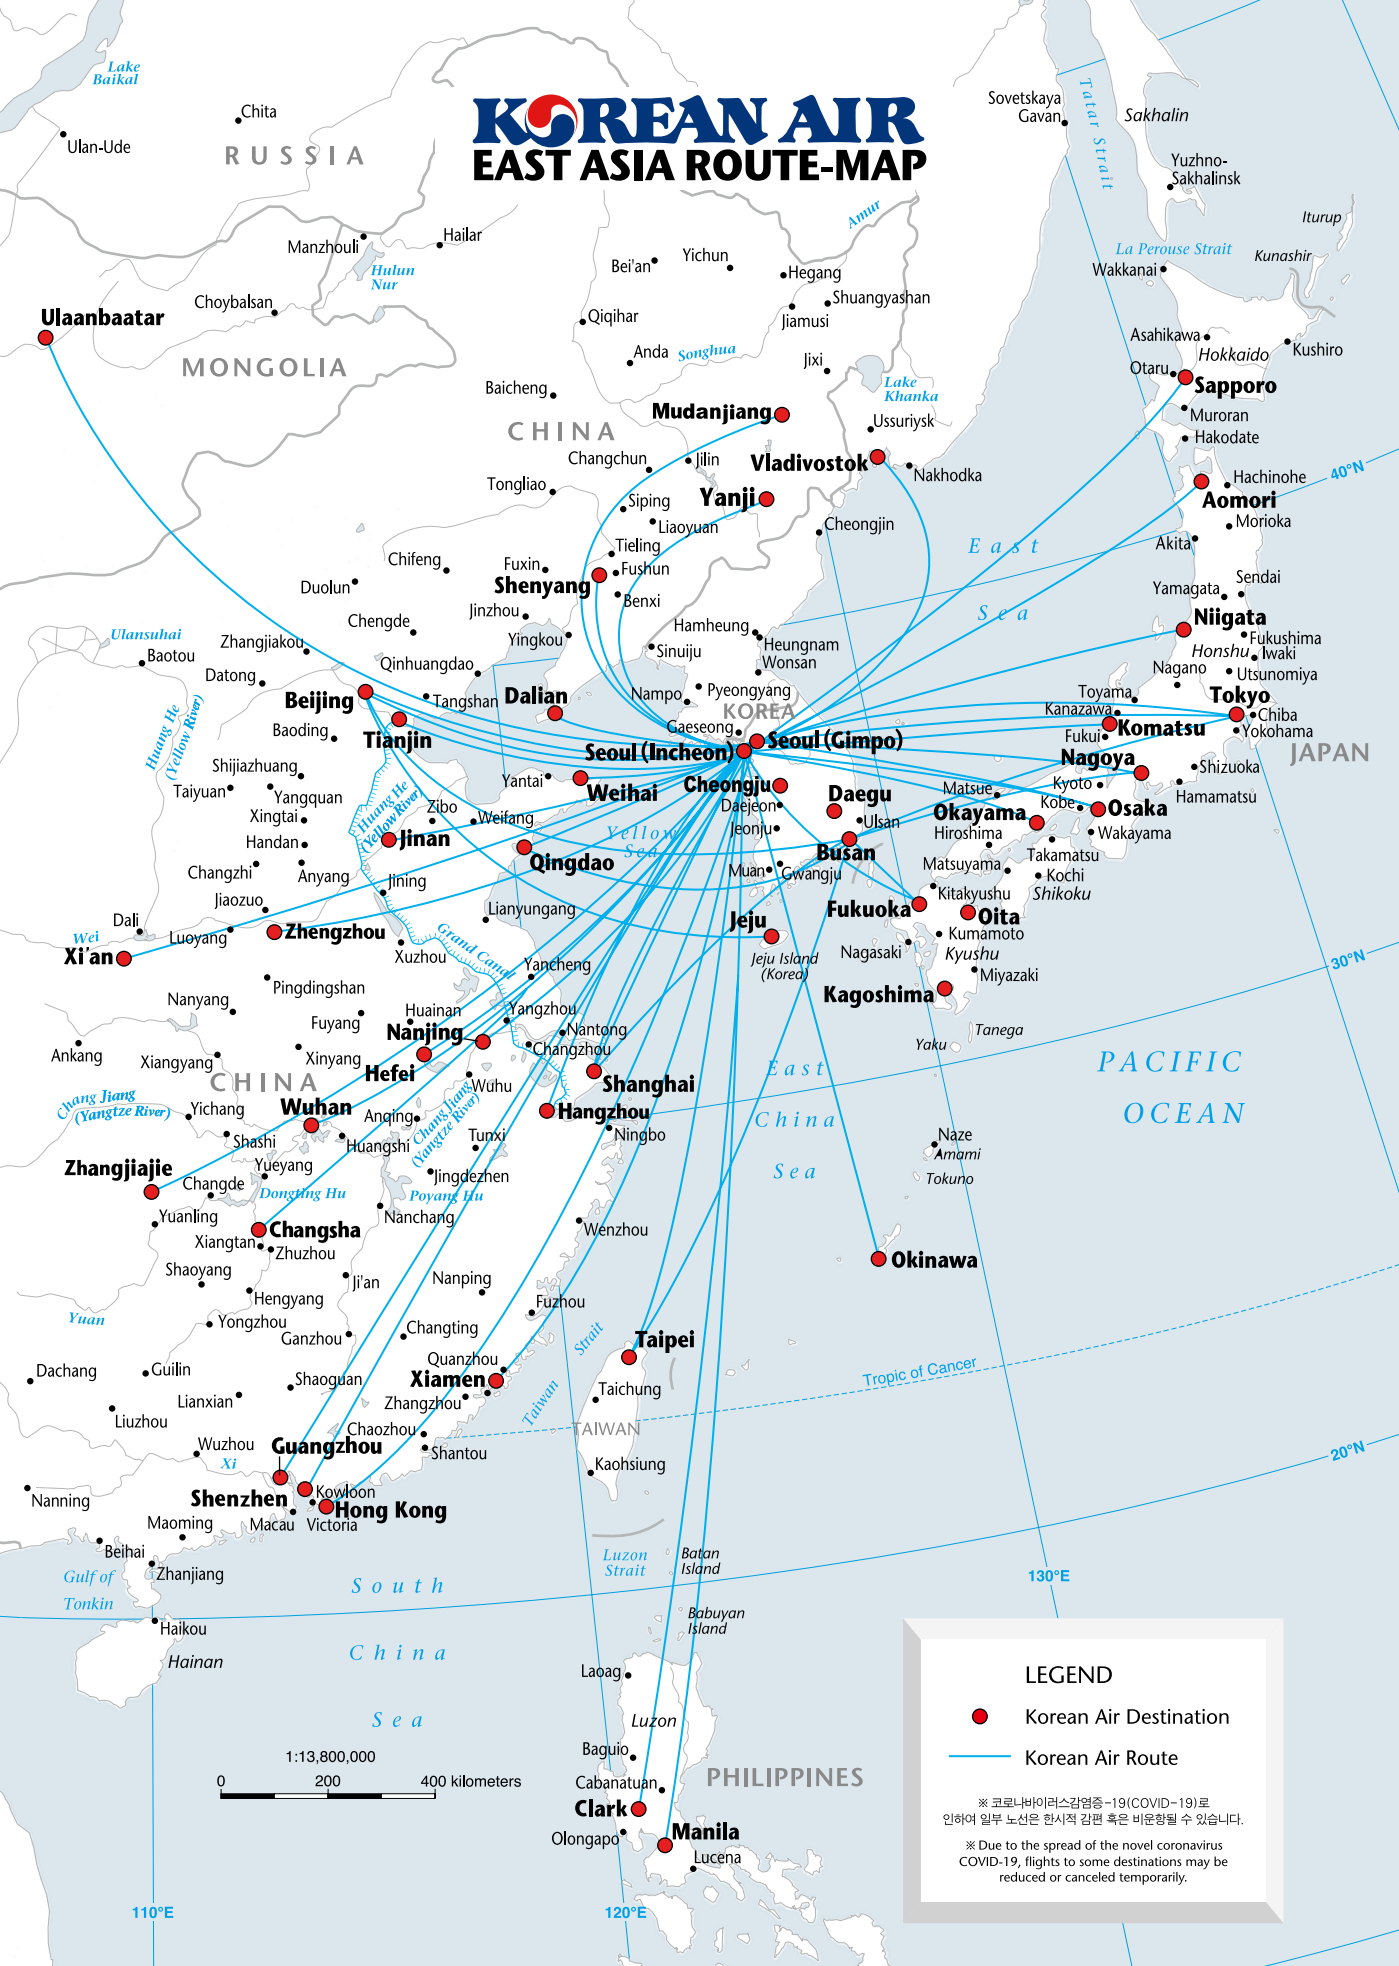 KOREAN AIR
EAST ASIA ROUTE-MAP
Lake
Baikal
Chita
Ulan-Ude
RUSSIA
Sovetskaya
Gavan
Tatar Strait
Sakhalin
Yuzhno-
Sakhalinsk
Iturup
Kunashir
La Perouse Strait
Wakkanai
Amur
Manzhouli
Hailar
Hulun
Nur
Choybalsan
Ulaanbaatar
MONGOLIA
Bei'an
Yichun
Hegang
Shuangyashan
Jiamusi
Qiqihar
Anda
Songhua
Jixi
Lake
Khanka
Baicheng
Mudanjiang
Ussuriysk
CHINA
Changchun
Jilin
Vladivostok
Nakhodka
Tongliao
Siping
Yanji
Liaoyuan
Cheongjin
Tieling
Chifeng
Fuxin
Fushun
Shenyang
Duolun
Benxi
Jinzhou
Chengde
Yingkou
Hamheung
Heungnam
Wonsan
Sinuiju
Ulansuhai
Baotou
Zhangjiakou
Qinhuangdao
Datong
Beijing
Tangshan
Dalian
Nampo
Pyeongyang
KOREA
Gaeseong
Huang He
(Yellow River)
Baoding
Tianjin
Seoul (Incheon)
Seoul (Gimpo)
Shijiazhuang
Taiyuan
Yangquan
Yantai
Weihai
Cheongju
Daejeon
Daegu
Xingtai
Huang He
(Yellow River)
Zibo
Weifang
Yellow
Sea
Jeonju
Ulsan
Handan
Jinan
Busan
Changzhi
Anyang
Qingdao
Muan
Gwangju
Jining
Jiaozuo
Lianyungang
Jeju
Dali
Wei
Luoyang
Zhengzhou
Grand Canal
Xi'an
Xuzhou
Jeju Island
(Korea)
Yancheng
Pingdingshan
Nanyang
Huainan
Yangzhou
Fuyang
Nanjing
Nantong
Ankang
Xiangyang
Xinyang
Changzhou
Hefei
CHINA
Wuhu
Shanghai
Chang Jiang
(Yangtze River)
Yichang
Wuhan
Anqing
Chang Jiang
(Yangtze River)
Hangzhou
Shashi
Huangshi
Tunxi
Ningbo
Zhangjiajie
Yueyang
Jingdezhen
Changde
Dongting Hu
Poyang Hu
Yuanling
Nanchang
Changsha
Wenzhou
Xiangtan
Zhuzhou
Shaoyang
Ji'an
Nanping
Hengyang
Fuzhou
Yuan
Yongzhou
Ganzhou
Changting
Strait
Taipei
Dachang
Guilin
Quanzhou
Shaoguan
Xiamen
Taiwan
Taichung
Lianxian
Zhangzhou
Liuzhou
Chaozhou
TAIWAN
Wuzhou
Guangzhou
Shantou
Xi
Kaohsiung
Nanning
Shenzhen
Kowloon
Hong Kong
Macau
Victoria
Maoming
Beihai
Zhanjiang
Gulf of
Tonkin
Haikou
Hainan
South
China
Sea
Luzon
Strait
Batan
Island
Babuyan
Island
Laoag
Luzon
Baguio
Cabanatuan
PHILIPPINES
Clark
Olongapo
Manila
Lucena
Asahikawa
Hokkaido
Kushiro
Otaru
Sapporo
Muroran
Hakodate
40°N
Hachinohe
Aomori
Morioka
Akita
East
Sea
Sendai
Yamagata
Niigata
Fukushima
Honshu
Iwaki
Nagano
Utsunomiya
Toyama
Tokyo
Kanazawa
Chiba
Komatsu
Fukui
Yokohama
Nagoya
JAPAN
Shizuoka
Kyoto
Hamamatsu
Matsue
Kobe
Osaka
Okayama
Hiroshima
Wakayama
Takamatsu
Matsuyama
Kochi
Kitakyushu
Shikoku
Fukuoka
Oita
Kumamoto
Nagasaki
Kyushu
Miyazaki
30°N
Kagoshima
Tanega
Yaku
PACIFIC
OCEAN
East
China
Sea
Naze
Amami
Tokuno
Okinawa
Tropic of Cancer
20°N
130°E
1:13,800,000
0 200 400 kilometers
110°E
120°E
LEGEND
Korean Air Destination
Korean Air Route
※ 코로나바이러스감염증-19(COVID-19)로
인하여 일부 노선은 한시적 감편 혹은 비운항될 수 있습니다.
※ Due to the spread of the novel coronavirus
COVID-19, flights to some destinations may be
reduced or canceled temporarily.